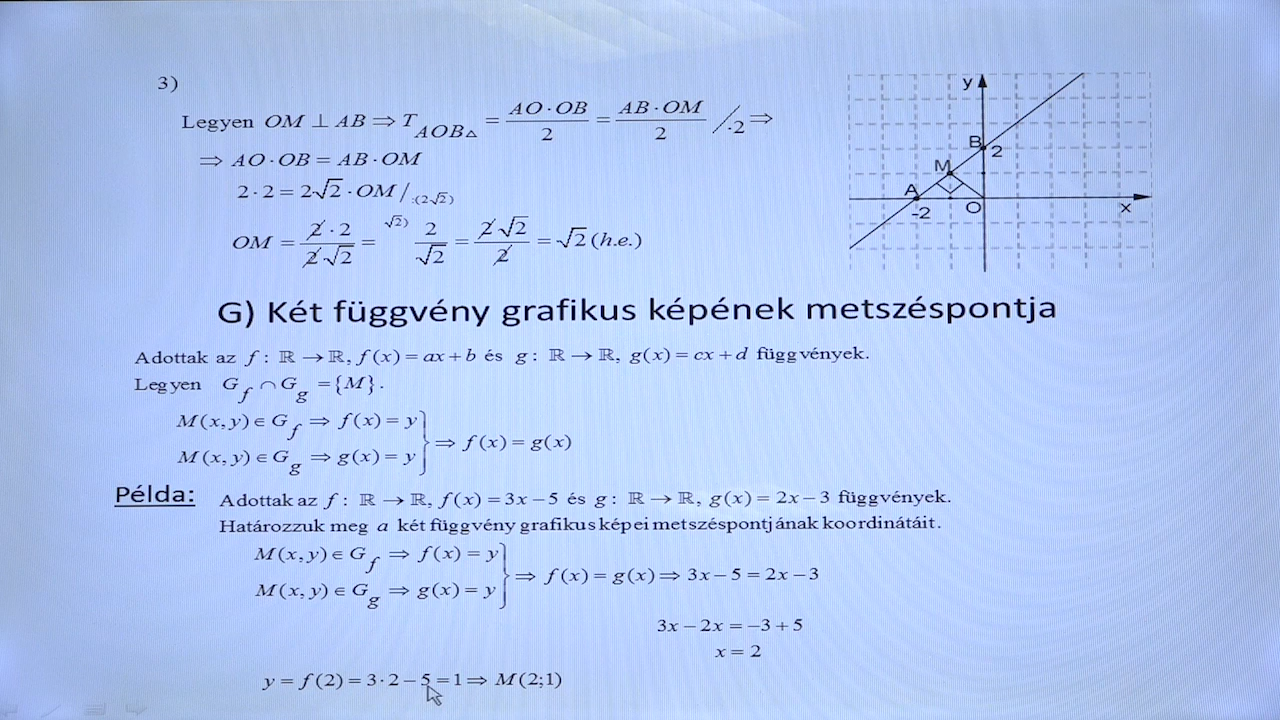 3)
Legyen OM ⊥ AB ⇒ T AOB△ = AO·OB/2 = AB·OM/2 /·2 ⇒
⇒ AO·OB = AB·OM
2·2 = 2√2·OM / :(2√2)
OM = 2·2/2√2 = √2) 2/√2 = 2√2/2 = √2 (h.e.)
y
B
2
M
A
-2
O
x
G) Két függvény grafikus képének metszéspontja
Adottak az f: ℝ → ℝ, f(x) = ax + b és g: ℝ → ℝ, g(x) = cx + d függvények.
Legyen G_f ∩ G_g = {M}.
M(x,y) ∈ G_f ⇒ f(x) = y
M(x,y) ∈ G_g ⇒ g(x) = y } ⇒ f(x) = g(x)
Példa: Adottak az f: ℝ → ℝ, f(x) = 3x − 5 és g: ℝ → ℝ, g(x) = 2x − 3 függvények.
Határozzuk meg a két függvény grafikus képei metszéspontjának koordinátáit.
M(x,y) ∈ G_f ⇒ f(x) = y
M(x,y) ∈ G_g ⇒ g(x) = y } ⇒ f(x) = g(x) ⇒ 3x − 5 = 2x − 3
3x − 2x = −3 + 5
x = 2
y = f(2) = 3·2 − 5 = 1 ⇒ M(2;1)